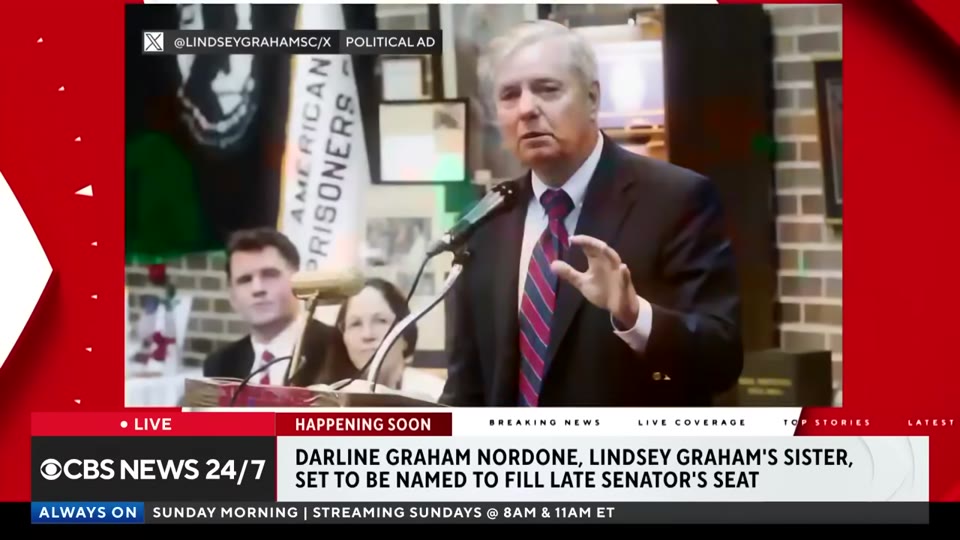 @LINDSEYGRAHAMSC/X POLITICAL AD
AMERICAN
PRISONERS
LIVE
HAPPENING SOON
BREAKING NEWS LIVE COVERAGE TOP STORIES LATEST
CBS NEWS 24/7
DARLINE GRAHAM NORDONE, LINDSEY GRAHAM'S SISTER,
SET TO BE NAMED TO FILL LATE SENATOR'S SEAT
ALWAYS ON SUNDAY MORNING | STREAMING SUNDAYS @ 8AM & 11AM ET